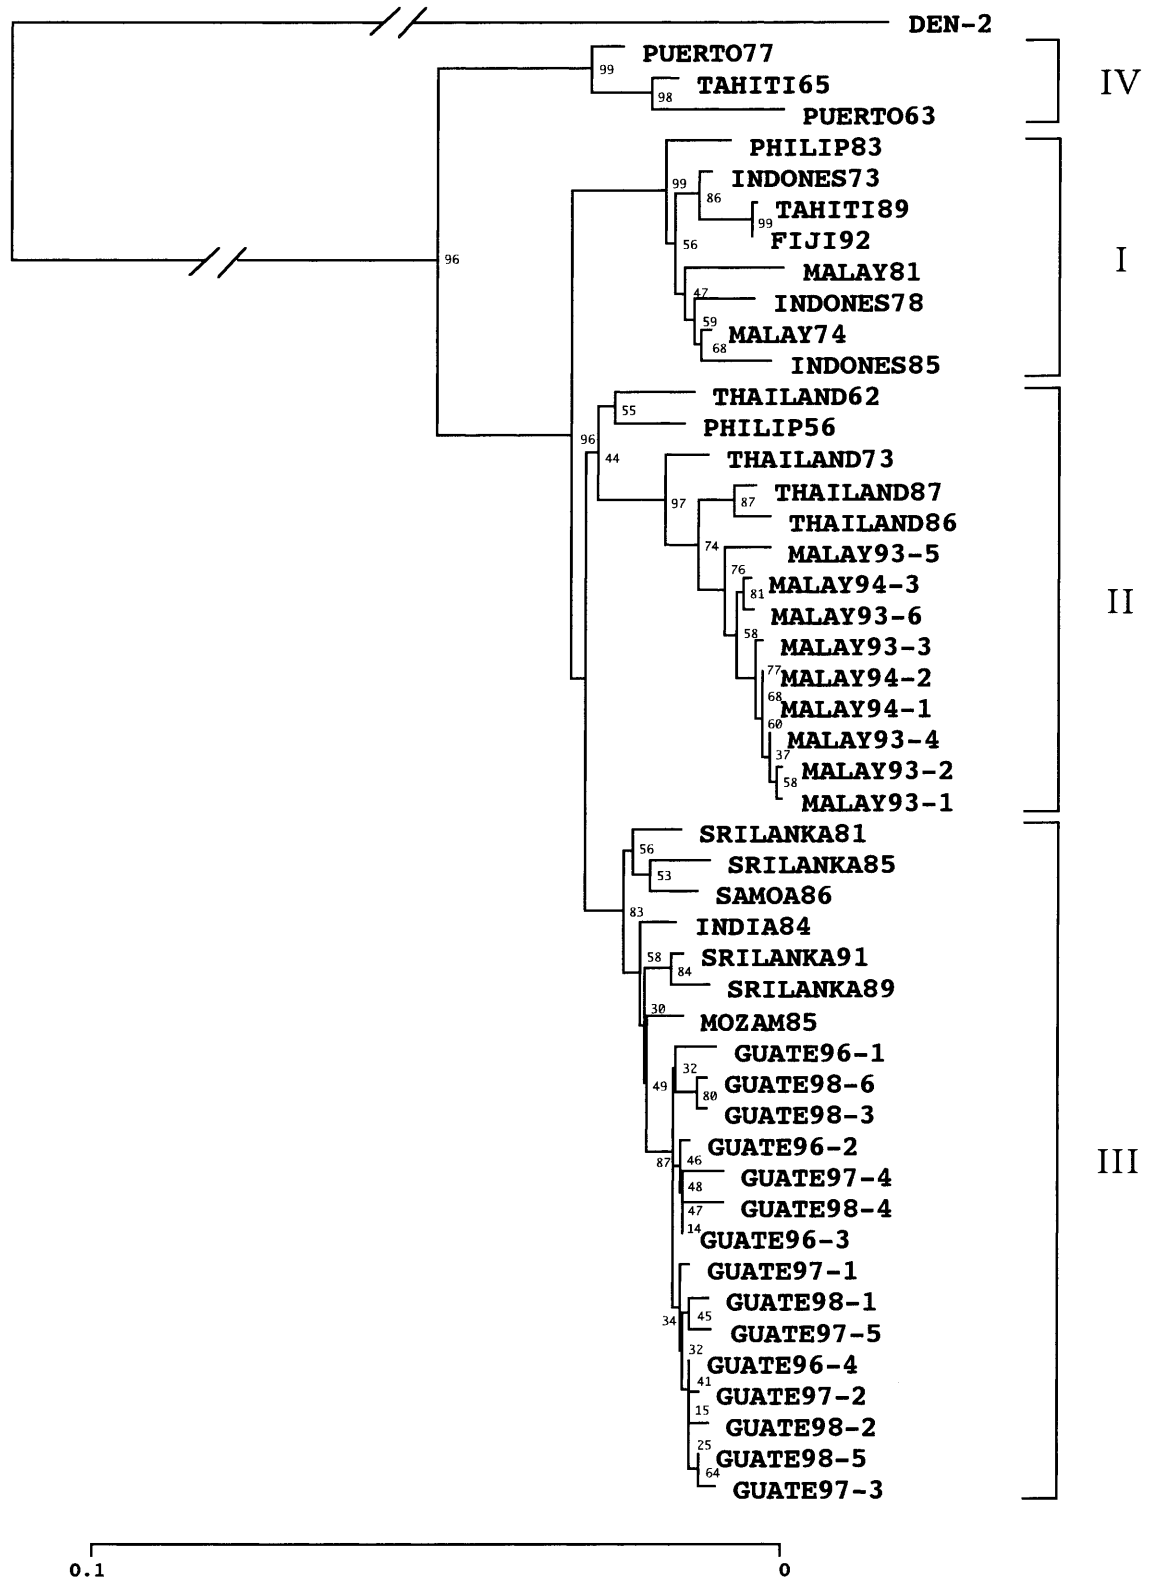 DEN-2
PUERTO77
99
IV
TAHITI65
98
PUERTO63
PHILIP83
99
INDONES73
86
TAHITI89
99
FIJI92
56
I
96
MALAY81
47
INDONES78
59
MALAY74
68
INDONES85
THAILAND62
55
PHILIP56
96
44
THAILAND73
THAILAND87
97
87
THAILAND86
74
MALAY93-5
76
MALAY94-3
81
II
MALAY93-6
58
MALAY93-3
77
MALAY94-2
68
MALAY94-1
60
MALAY93-4
37
MALAY93-2
58
MALAY93-1
SRILANKA81
56
SRILANKA85
53
SAMOA86
83
INDIA84
58
SRILANKA91
84
SRILANKA89
30
MOZAM85
GUATE96-1
32
49
GUATE98-6
80
GUATE98-3
GUATE96-2
87
46
III
GUATE97-4
48
GUATE98-4
47
14
GUATE96-3
GUATE97-1
GUATE98-1
34
45
GUATE97-5
32
GUATE96-4
41
GUATE97-2
15
GUATE98-2
25
GUATE98-5
64
GUATE97-3
0.1
0